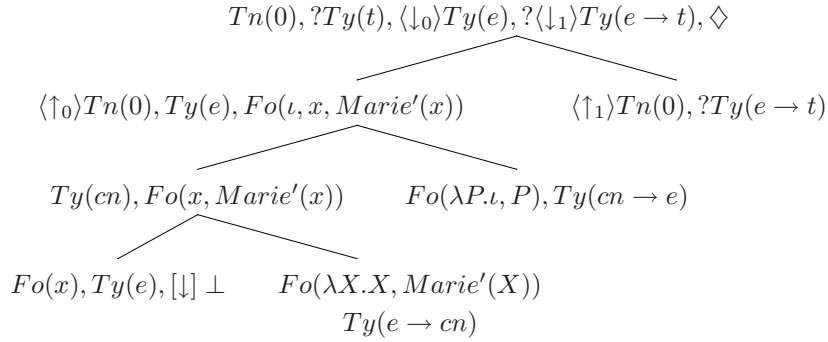 Tn(0), ?Ty(t), ⟨↓₀⟩Ty(e), ?⟨↓₁⟩Ty(e → t), ♢
⟨↑₀⟩Tn(0), Ty(e), Fo(ι, x, Marie′(x)) ⟨↑₁⟩Tn(0), ?Ty(e → t)
Ty(cn), Fo(x, Marie′(x)) Fo(λP.ι, P), Ty(cn → e)
Fo(x), Ty(e), [↓] ⊥ Fo(λX.X, Marie′(X))
Ty(e → cn)